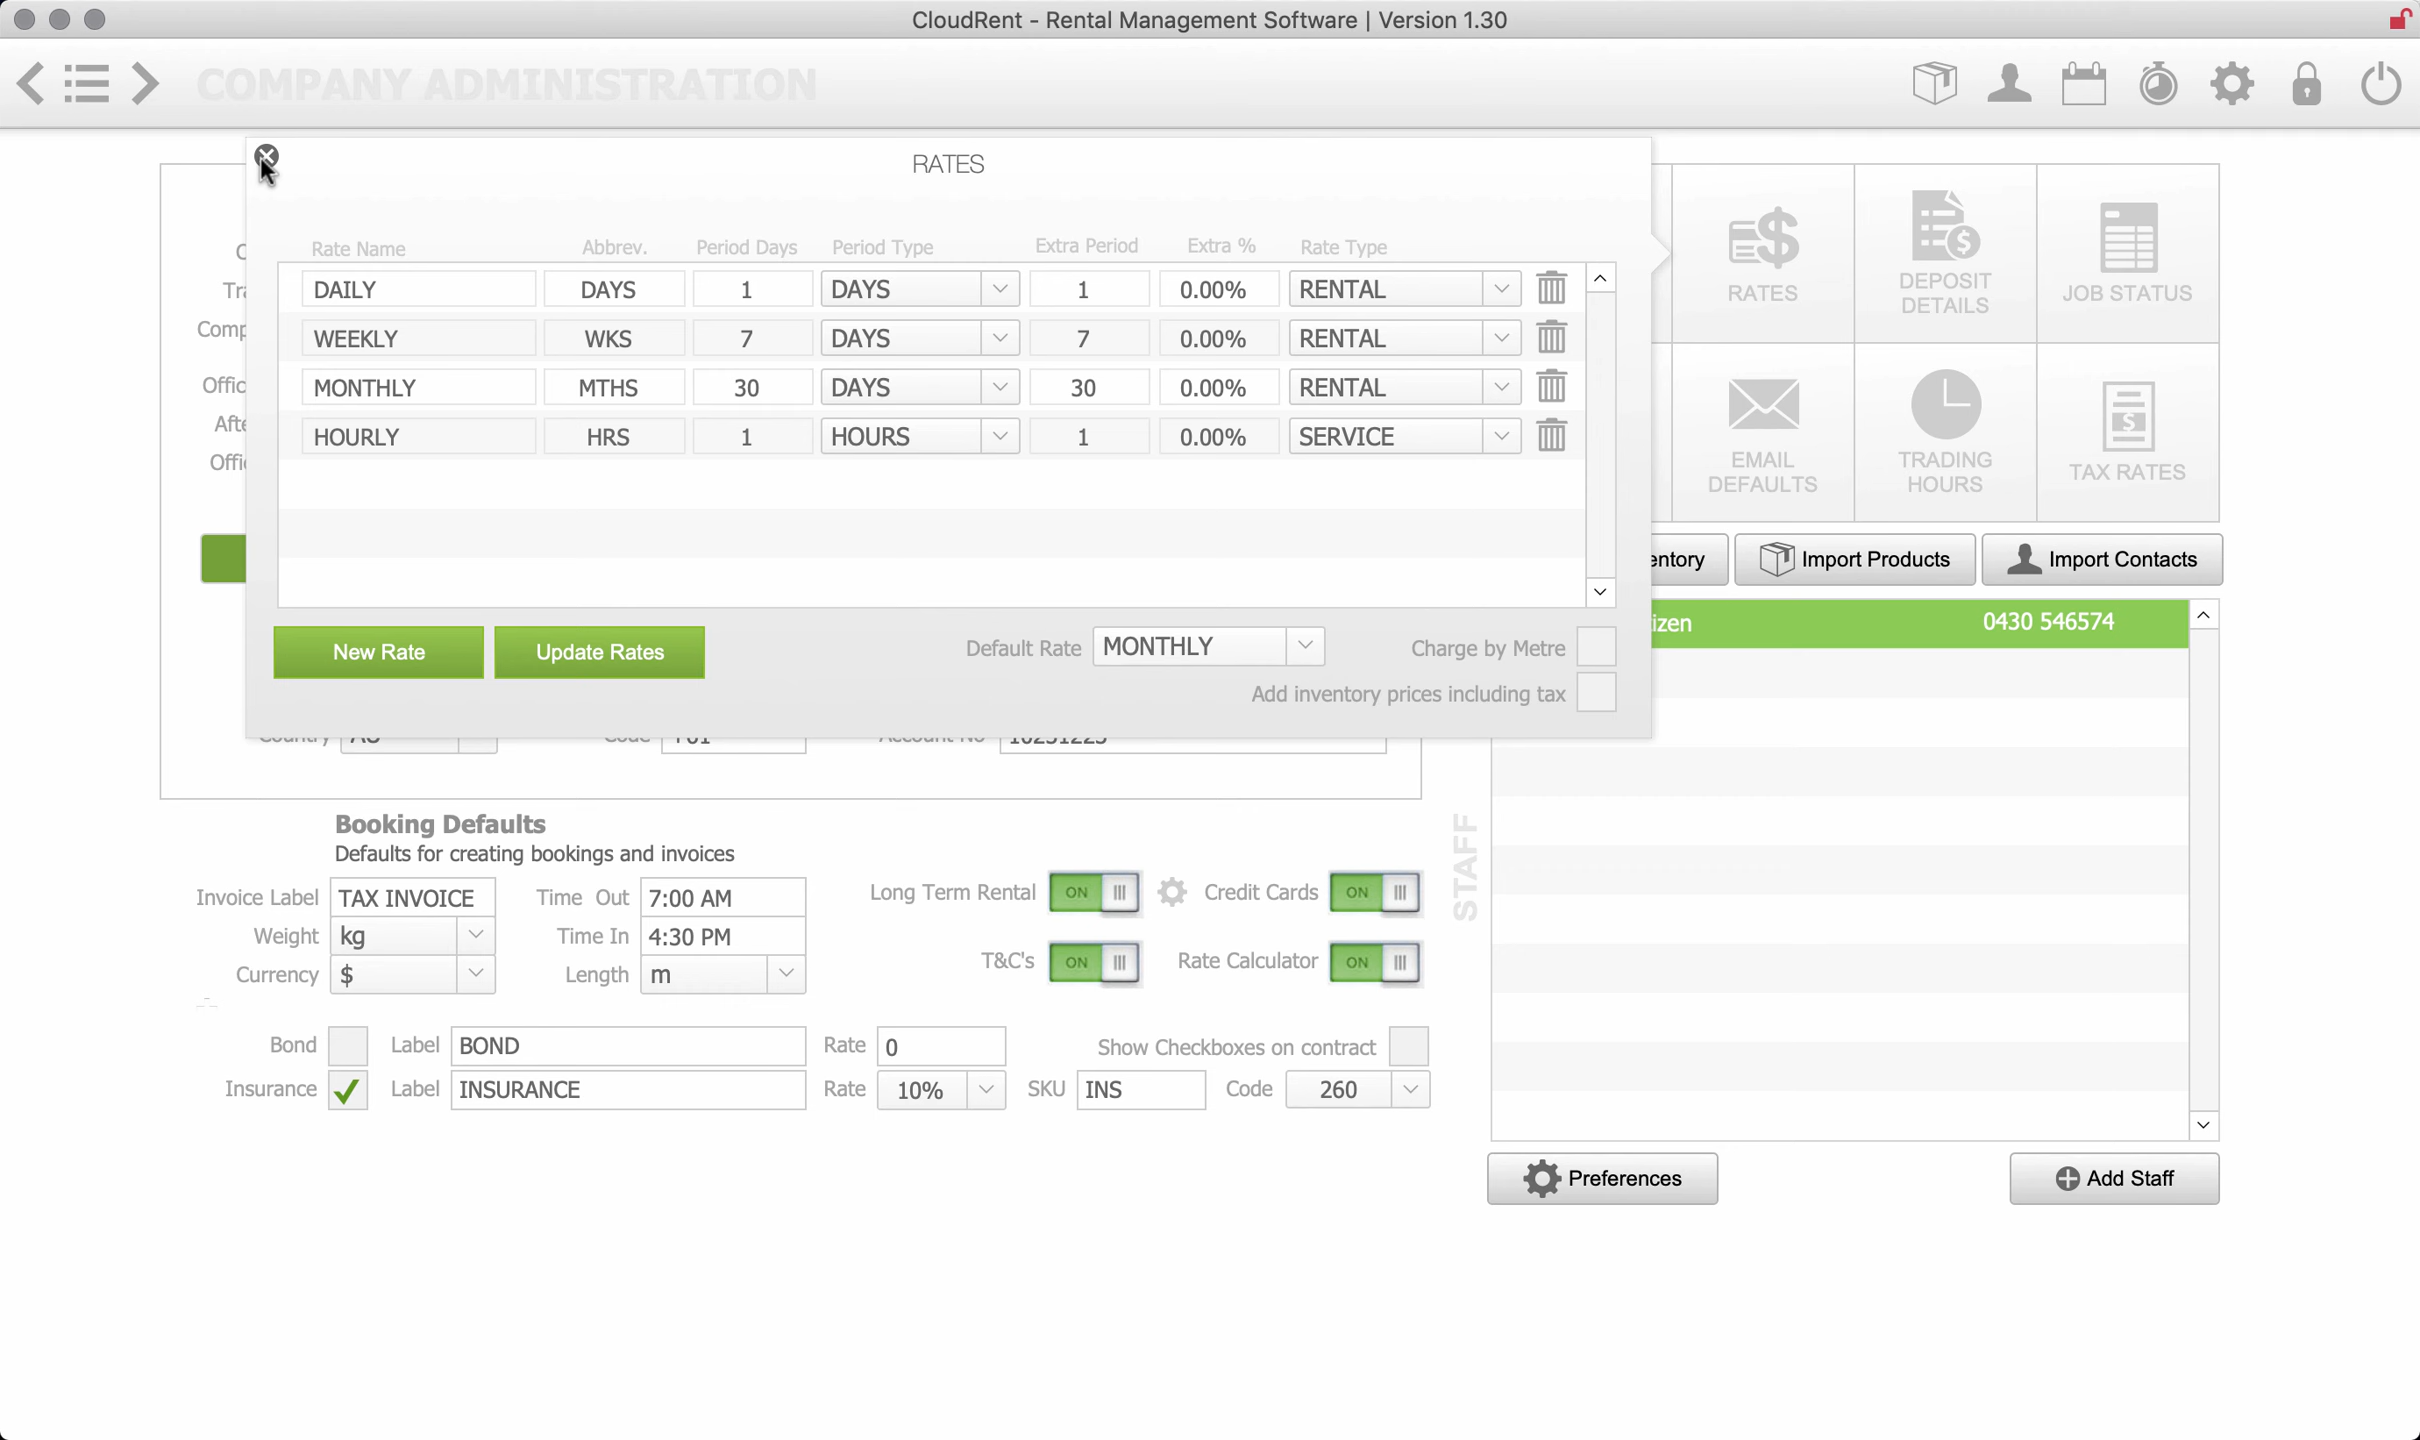 CloudRent - Rental Management Software | Version 1.30
COMPANY ADMINISTRATION
RATES
Rate Name Abbrev. Period Days Period Type Extra Period Extra % Rate Type
DAILY DAYS 1 DAYS 1 0.00% RENTAL
WEEKLY WKS 7 DAYS 7 0.00% RENTAL
MONTHLY MTHS 30 DAYS 30 0.00% RENTAL
HOURLY HRS 1 HOURS 1 0.00% SERVICE
New Rate Update Rates Default Rate MONTHLY Charge by Metre
Add inventory prices including tax
RATES
DEPOSIT
DETAILS
JOB STATUS
EMAIL
DEFAULTS
TRADING
HOURS
TAX RATES
Import Products Import Contacts
0430 546574
Booking Defaults
Defaults for creating bookings and invoices
Invoice Label TAX INVOICE Time Out 7:00 AM Long Term Rental ON Credit Cards ON
Weight kg Time In 4:30 PM
Currency $ Length m T&C's ON Rate Calculator ON
Bond Label BOND Rate 0 Show Checkboxes on contract
Insurance Label INSURANCE Rate 10% SKU INS Code 260
STAFF
Preferences Add Staff